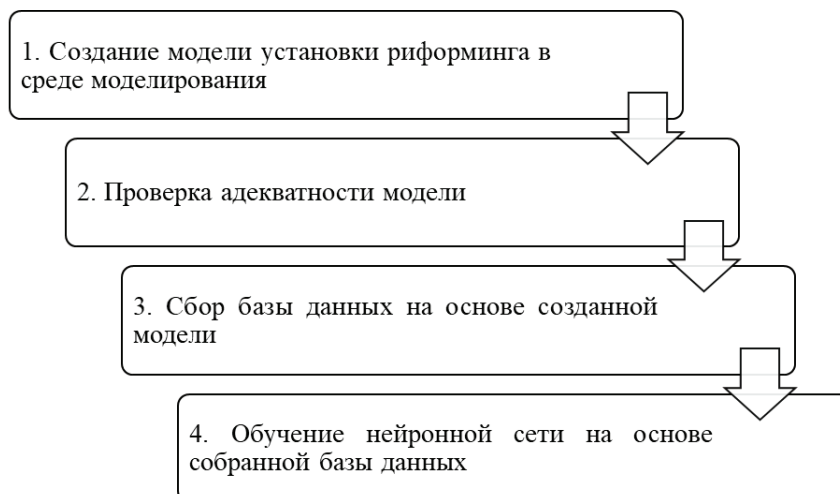 1. Создание модели установки риформинга в
среде моделирования
2. Проверка адекватности модели
3. Сбор базы данных на основе созданной
модели
4. Обучение нейронной сети на основе
собранной базы данных